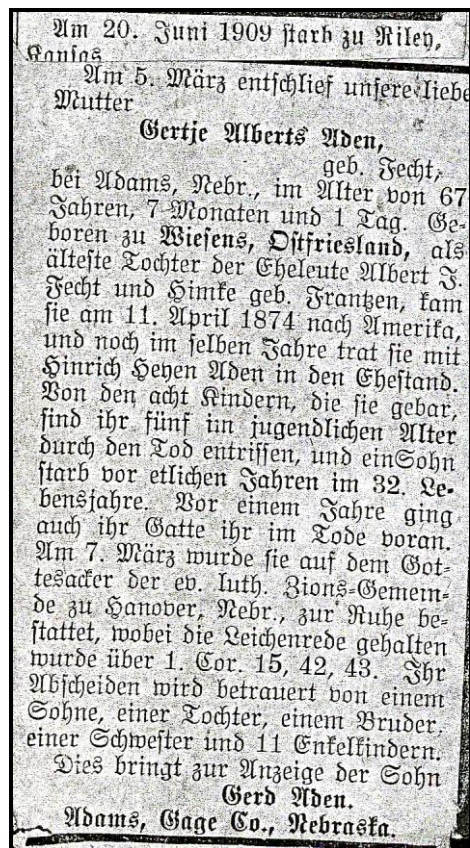 Am 20. Juni 1909 starb zu Riley,
Kansas
Am 5. März entschlief unsere liebe
Mutter
Gertje Alberts Aden,
geb. Fecht,
bei Adams, Nebr., im Alter von 67
Jahren, 7 Monaten und 1 Tag. Ge-
boren zu Wiesens, Ostfriesland, als
älteste Tochter der Eheleute Albert J.
Fecht und Himke geb. Frantzen, kam
sie am 11. April 1874 nach Amerika,
und noch im selben Jahre trat sie mit
Hinrich Heyen Aden in den Ehestand.
Von den acht Kindern, die sie gebar,
sind ihr fünf im jugendlichen Alter
durch den Tod entrissen, und einSohn
starb vor etlichen Jahren im 32. Le-
bensjahre. Vor einem Jahre ging
auch ihr Gatte ihr im Tode voran.
Am 7. März wurde sie auf dem Got-
tesacker der ev. luth. Zions-Gemein-
de zu Hanover, Nebr., zur Ruhe be-
stattet, wobei die Leichenrede gehalten
wurde über 1. Cor. 15, 42, 43. Ihr
Abscheiden wird betrauert von einem
Sohne, einer Tochter, einem Bruder,
einer Schwester und 11 Enkelkindern.
Dies bringt zur Anzeige der Sohn
Gerd Aden.
Adams, Gage Co., Nebraska.